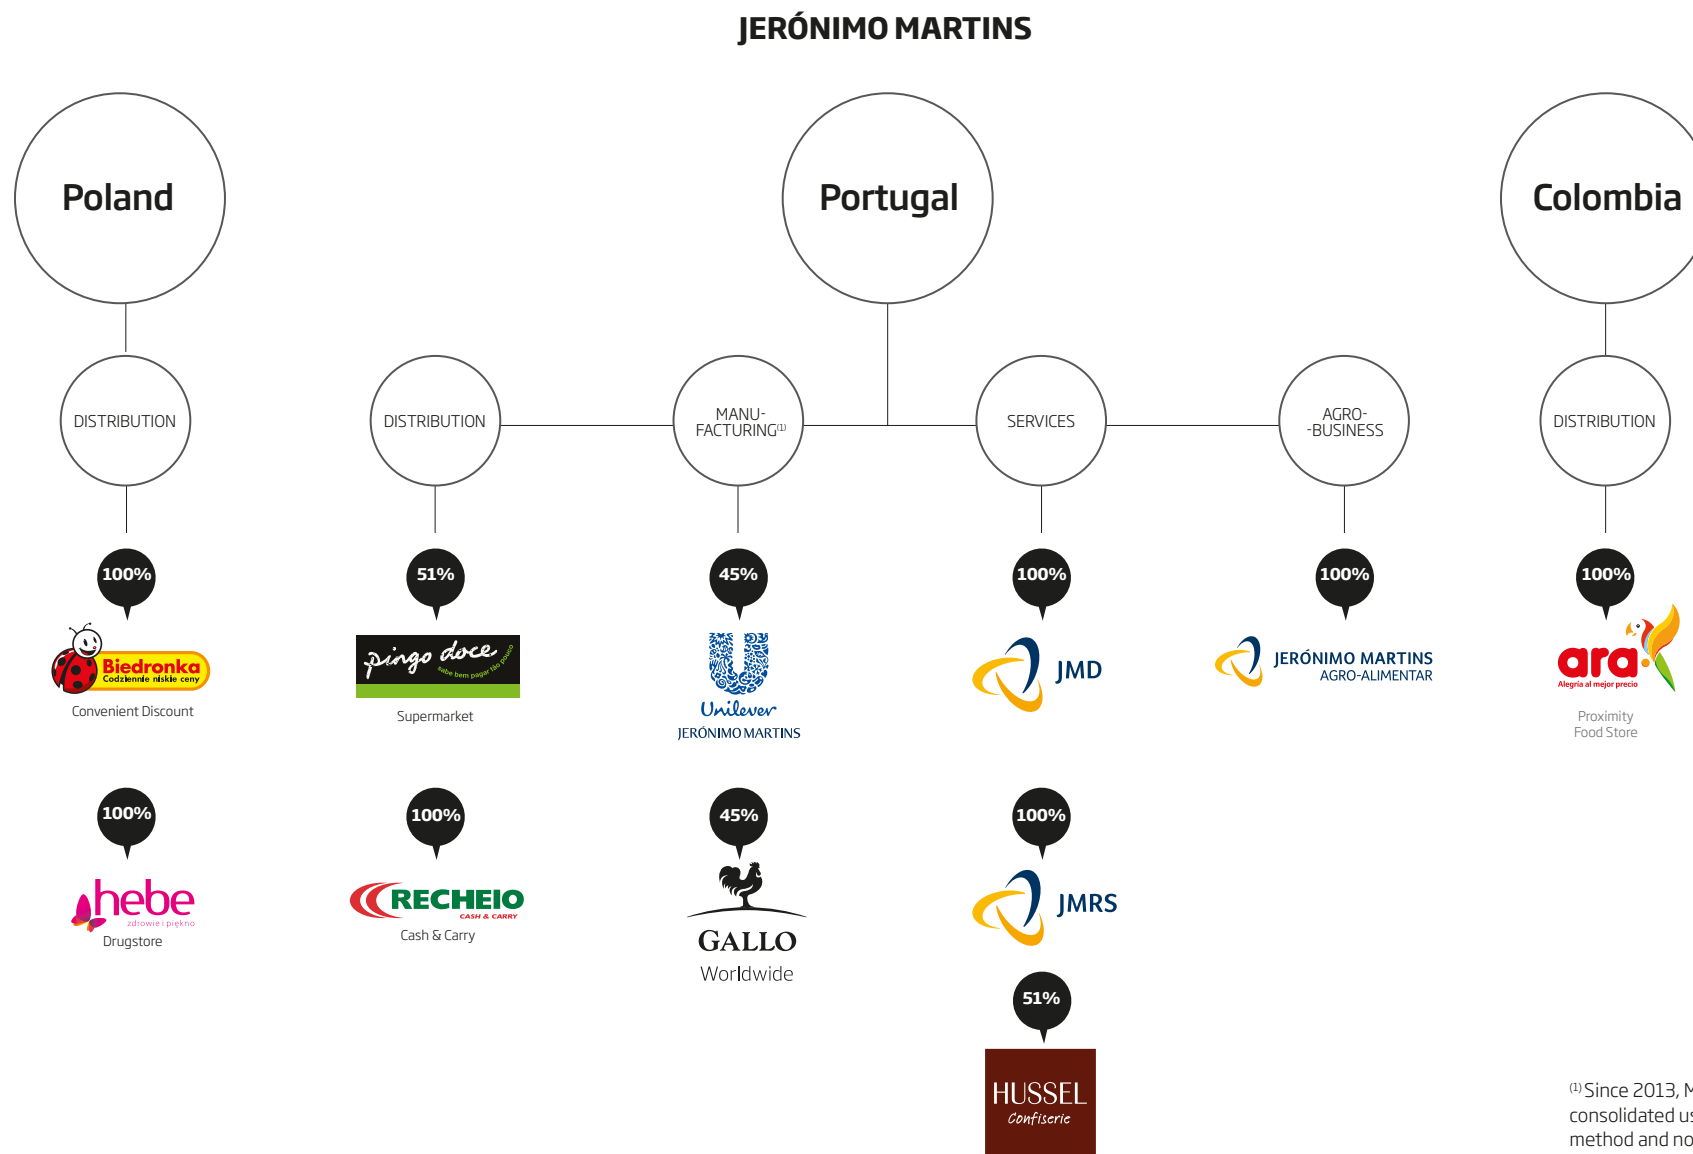 JERÓNIMO MARTINS
Poland
Portugal
Colombia
DISTRIBUTION
DISTRIBUTION
MANU-
FACTURING(1)
SERVICES
AGRO-
-BUSINESS
DISTRIBUTION
100%
51%
45%
100%
100%
100%
Biedronka
Codziennie niskie ceny
Convenient Discount
pingo doce
sabe bem pagar tão pouco
Supermarket
Unilever
JERÓNIMO MARTINS
JMD
JERÓNIMO MARTINS
AGRO-ALIMENTAR
ara
Alegría al mejor precio
Proximity
Food Store
100%
100%
45%
100%
hebe
zdrowie i piękno
Drugstore
RECHEIO
CASH & CARRY
Cash & Carry
GALLO
Worldwide
JMRS
51%
HUSSEL
Confiserie
(1) Since 2013, M
consolidated us
method and no